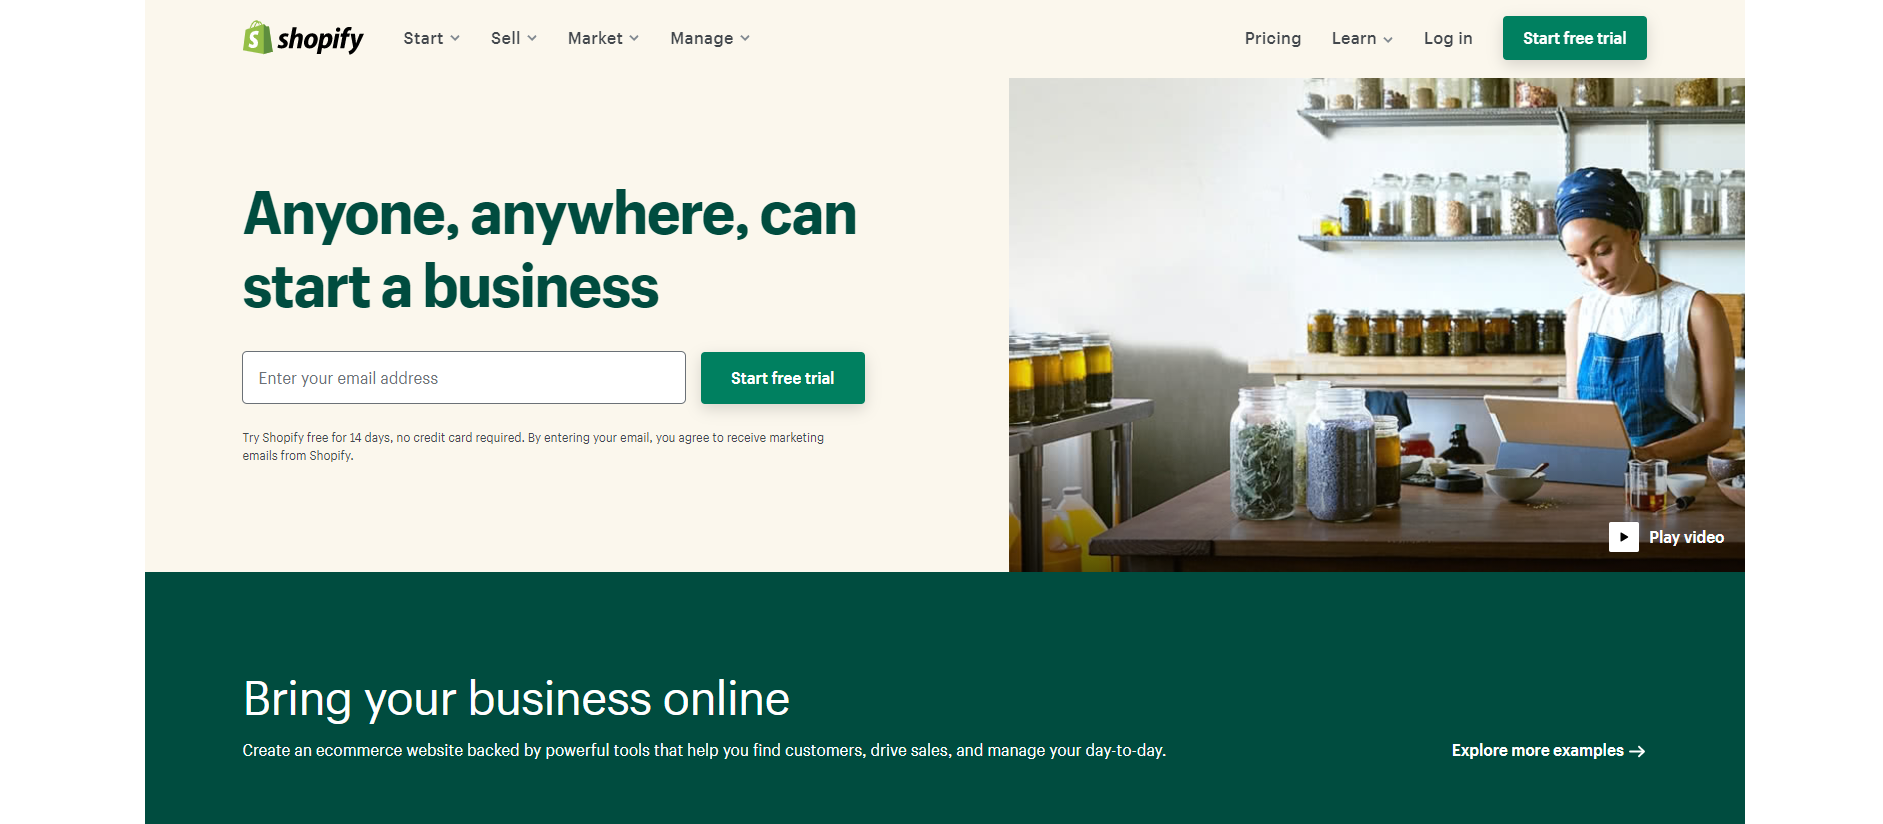 shopify
Start
Sell
Market
Manage
Pricing
Learn
Log in
Start free trial
Anyone, anywhere, can
start a business
Enter your email address
Start free trial
Try Shopify free for 14 days, no credit card required. By entering your email, you agree to receive marketing
emails from Shopify.
Play video
Bring your business online
Create an ecommerce website backed by powerful tools that help you find customers, drive sales, and manage your day-to-day.
Explore more examples →